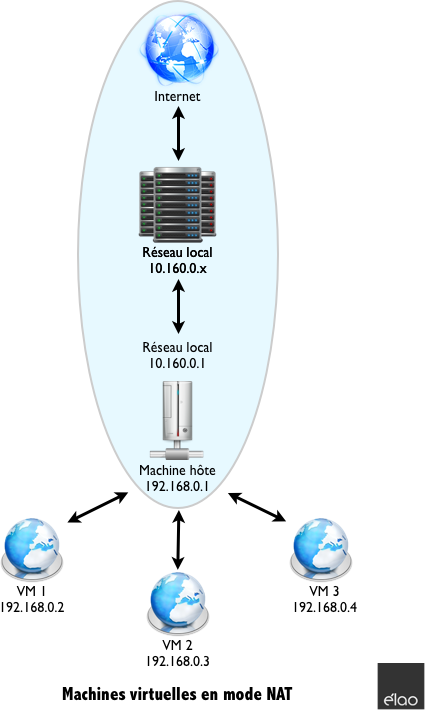 Internet
Réseau local
10.160.0.x
Réseau local
10.160.0.1
Machine hôte
192.168.0.1
VM 1
192.168.0.2
VM 2
192.168.0.3
VM 3
192.168.0.4
Machines virtuelles en mode NAT
élao